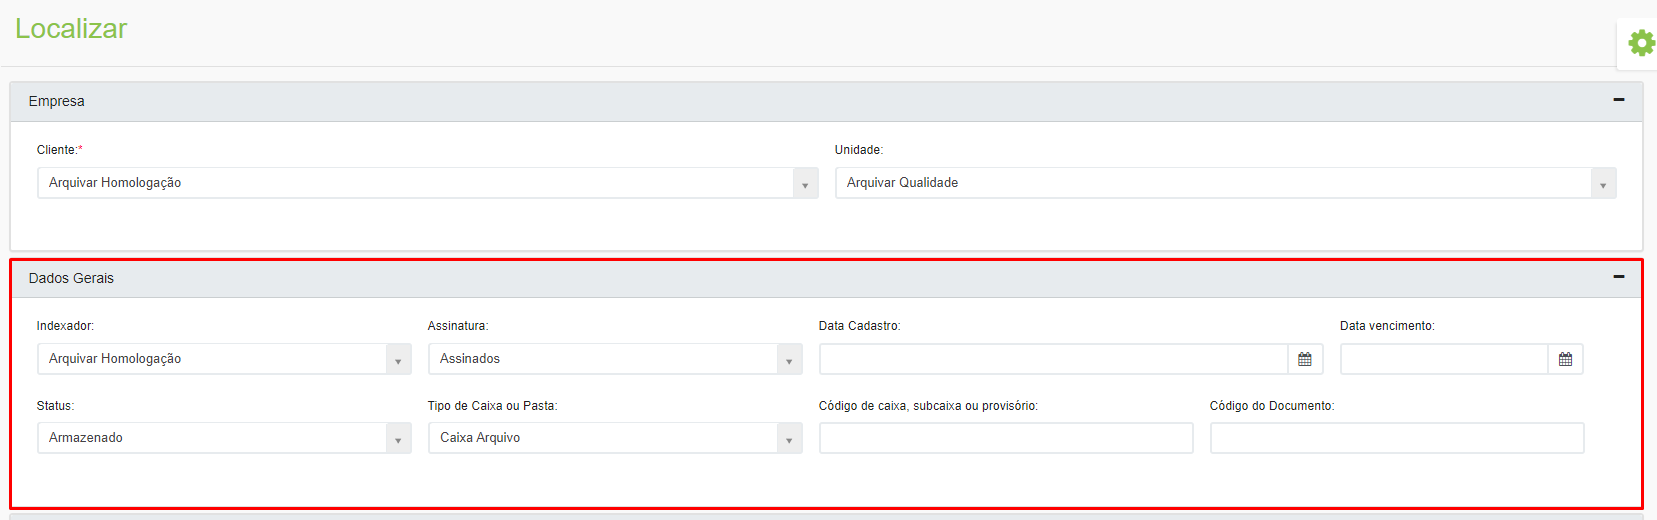 Localizar
Empresa
Cliente:* Unidade:
Arquivar Homologação Arquivar Qualidade
Dados Gerais
Indexador: Assinatura: Data Cadastro: Data vencimento:
Arquivar Homologação Assinados
Status: Tipo de Caixa ou Pasta: Código de caixa, subcaixa ou provisório: Código do Documento:
Armazenado Caixa Arquivo